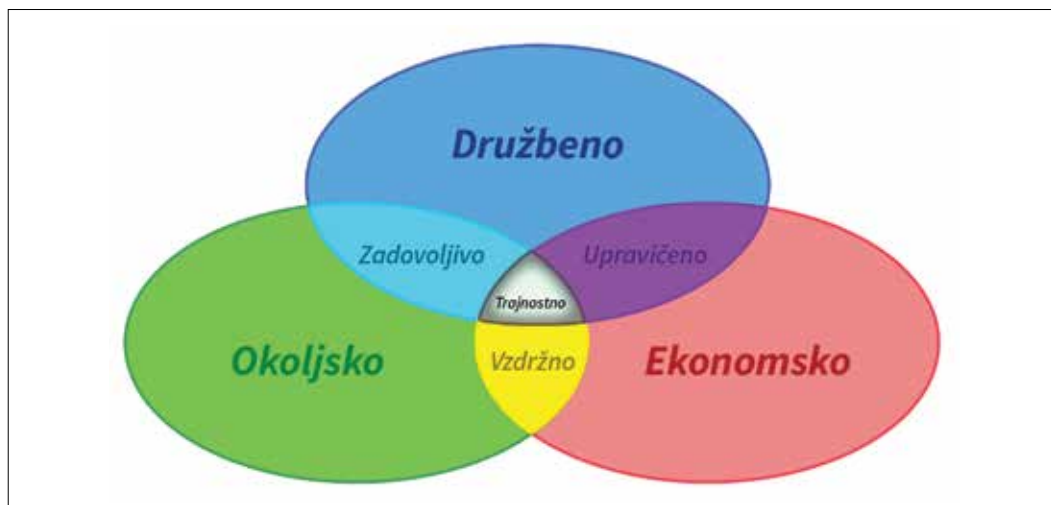 Družbeno
Zadovoljivo
Upravičeno
Trajnostno
Okoljsko
Vzdržno
Ekonomsko